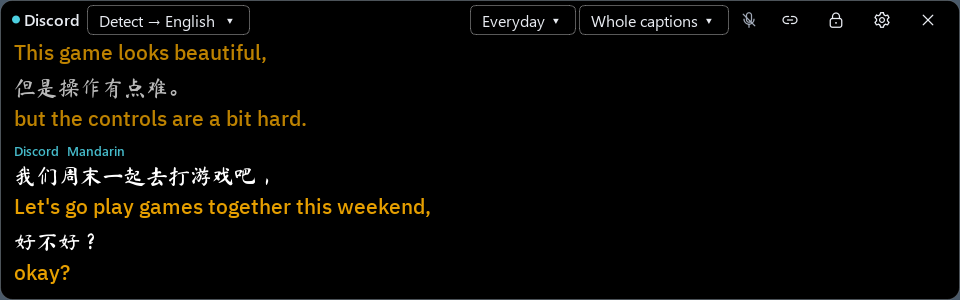 Discord Detect → English Everyday Whole captions
This game looks beautiful,
但是操作有点难。
but the controls are a bit hard.
Discord Mandarin
我们周末一起去打游戏吧，
Let's go play games together this weekend,
好不好？
okay?